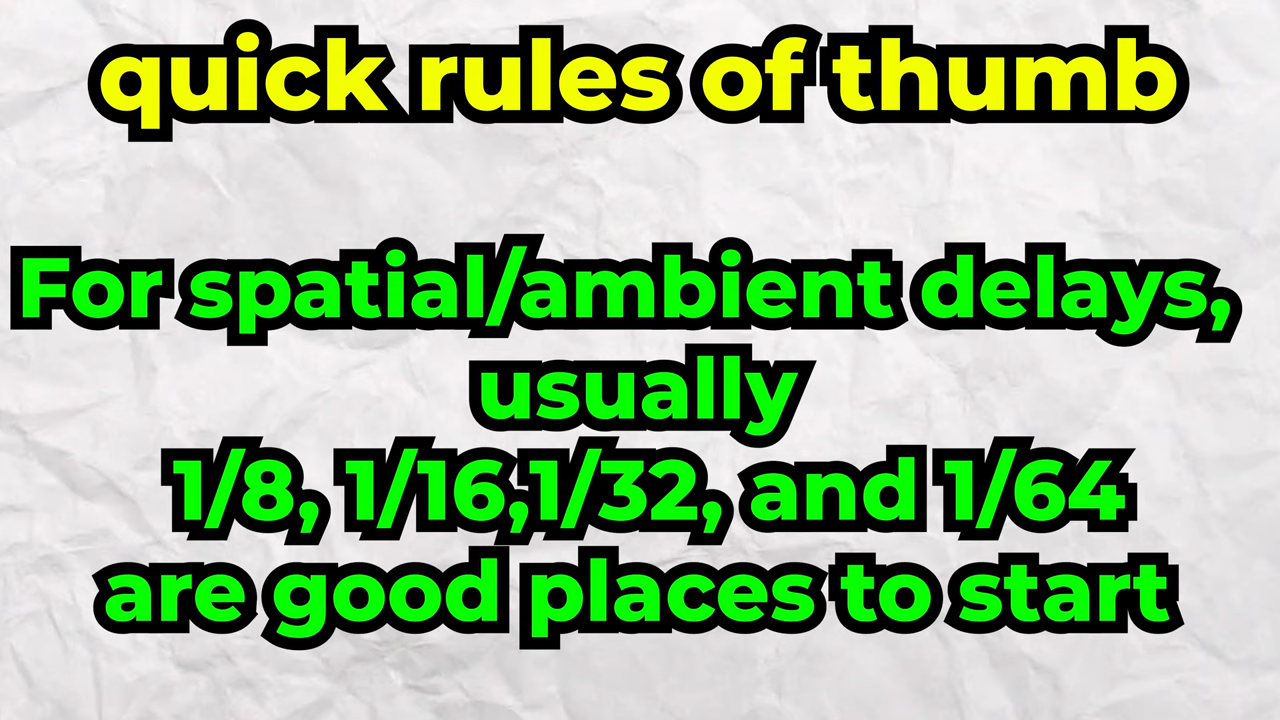 quick rules of thumb
For spatial/ambient delays,
usually
1/8, 1/16,1/32, and 1/64
are good places to start